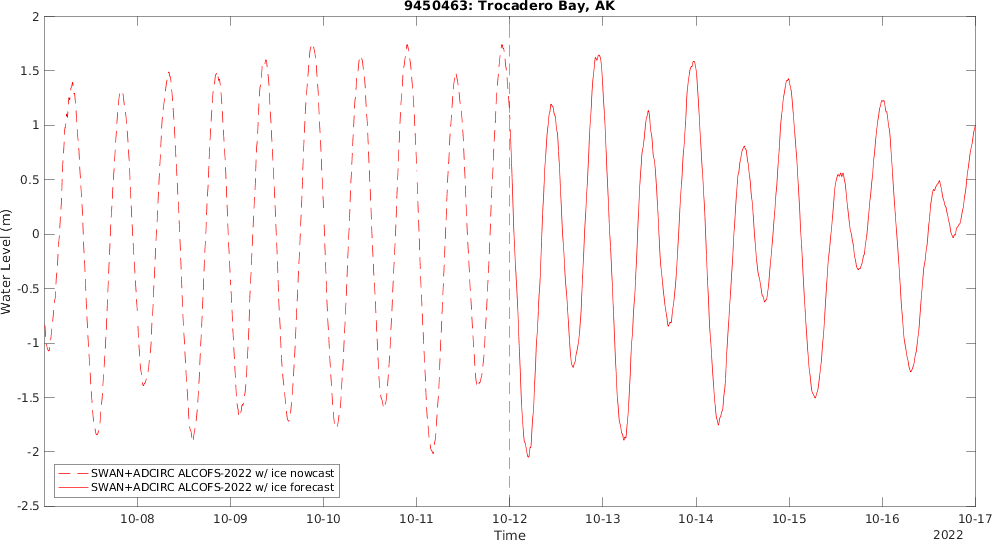 9450463: Trocadero Bay, AK
2
1.5
1
0.5
0
-0.5
-1
-1.5
-2
-2.5
Water Level (m)
SWAN+ADCIRC ALCOFS-2022 w/ ice nowcast
SWAN+ADCIRC ALCOFS-2022 w/ ice forecast
10-08 10-09 10-10 10-11 10-12 10-13 10-14 10-15 10-16 10-17
Time
2022